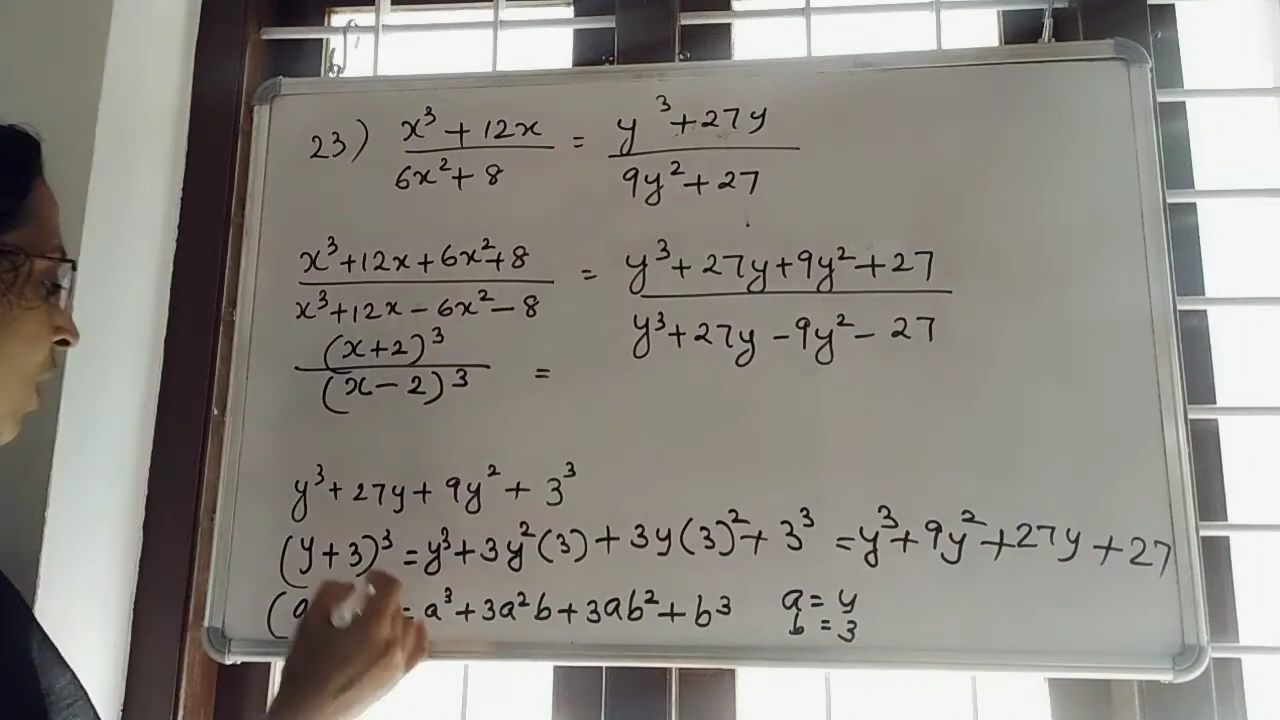 23) x³ + 12x / 6x² + 8 = y³ + 27y / 9y² + 27
x³ + 12x + 6x² + 8 / x³ + 12x - 6x² - 8 = y³ + 27y + 9y² + 27 / y³ + 27y - 9y² - 27
(x+2)³ / (x-2)³ =
y³ + 27y + 9y² + 3³
(y+3)³ = y³ + 3y²(3) + 3y(3)² + 3³ = y³ + 9y² + 27y + 27
(a = a³ + 3a²b + 3ab² + b³ a = y
b = 3